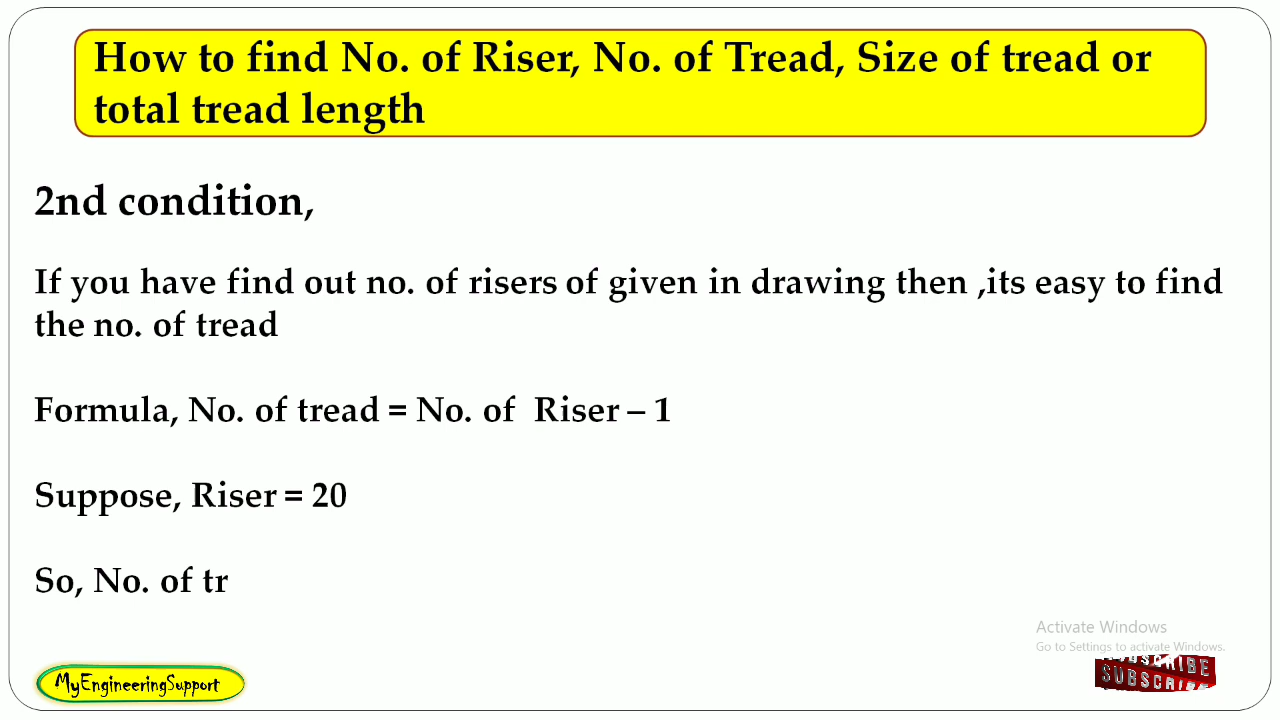 How to find No. of Riser, No. of Tread, Size of tread or
total tread length
2nd condition,
If you have find out no. of risers of given in drawing then ,its easy to find
the no. of tread
Formula, No. of tread = No. of  Riser – 1
Suppose, Riser = 20
So, No. of tr
Activate Windows
Go to Settings to activate Windows.
SUBSCRIBE
SUBSCRIBE
MyEngineeringSupport